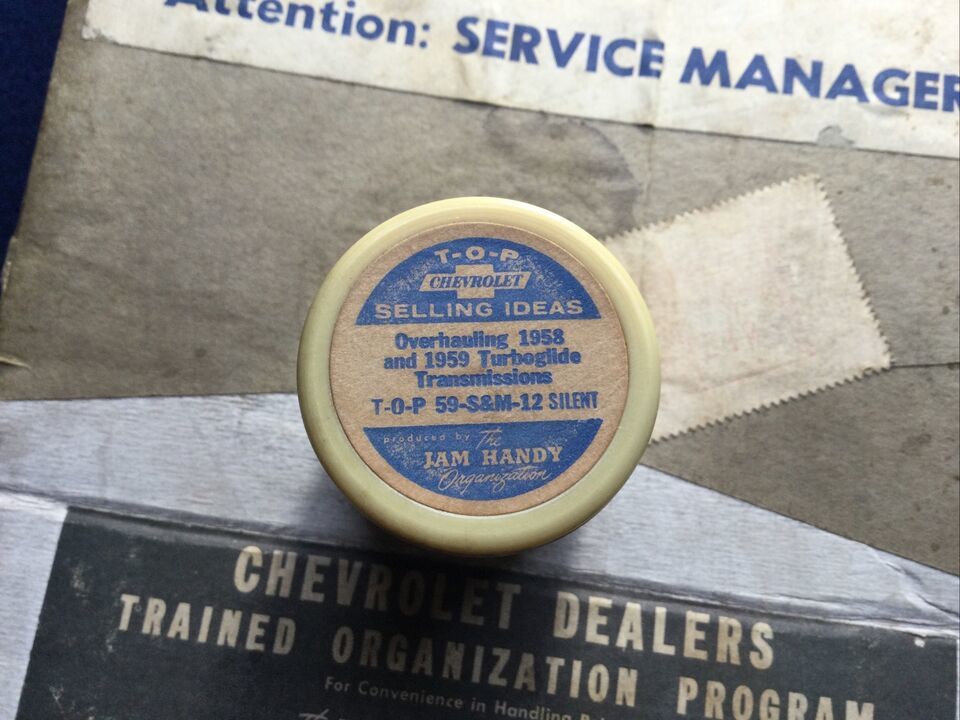 Attention: SERVICE MANAGER
T-O-P
CHEVROLET
SELLING IDEAS
Overhauling 1958
and 1959 Turboglide
Transmissions
T-O-P 59-S&M-12 SILENT
produced by The
JAM HANDY
Organization
CHEVROLET DEALERS
TRAINED ORGANIZATION PROGRAM
For Convenience in Handling
The